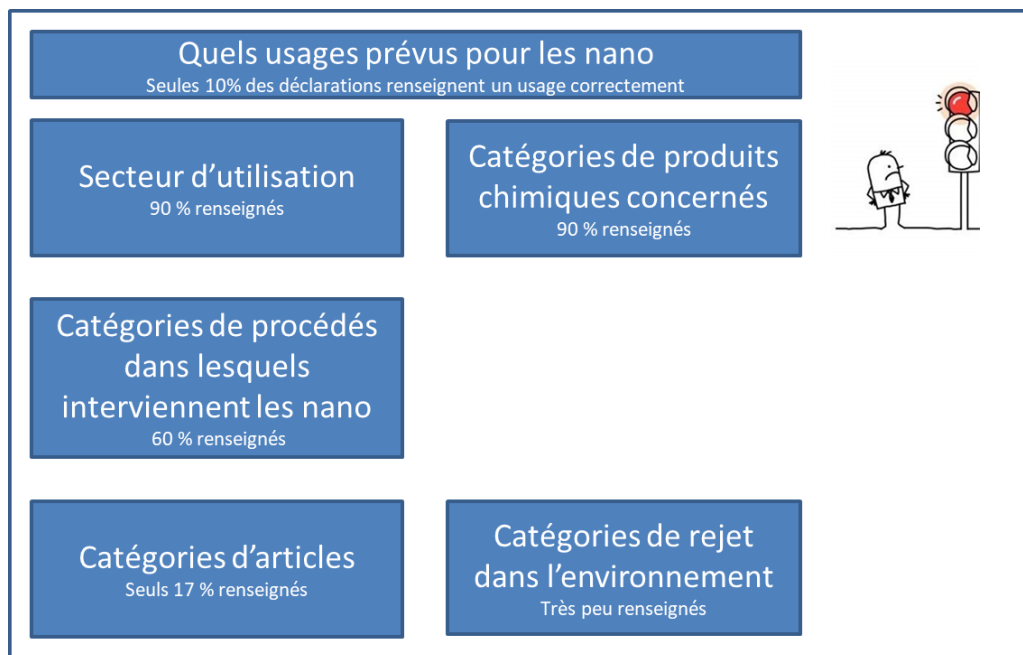 Quels usages prévus pour les nano
Seules 10% des déclarations renseignent un usage correctement
Secteur d'utilisation
90 % renseignés
Catégories de produits
chimiques concernés
90 % renseignés
Catégories de procédés
dans lesquels
interviennent les nano
60 % renseignés
Catégories d'articles
Seuls 17 % renseignés
Catégories de rejet
dans l'environnement
Très peu renseignés